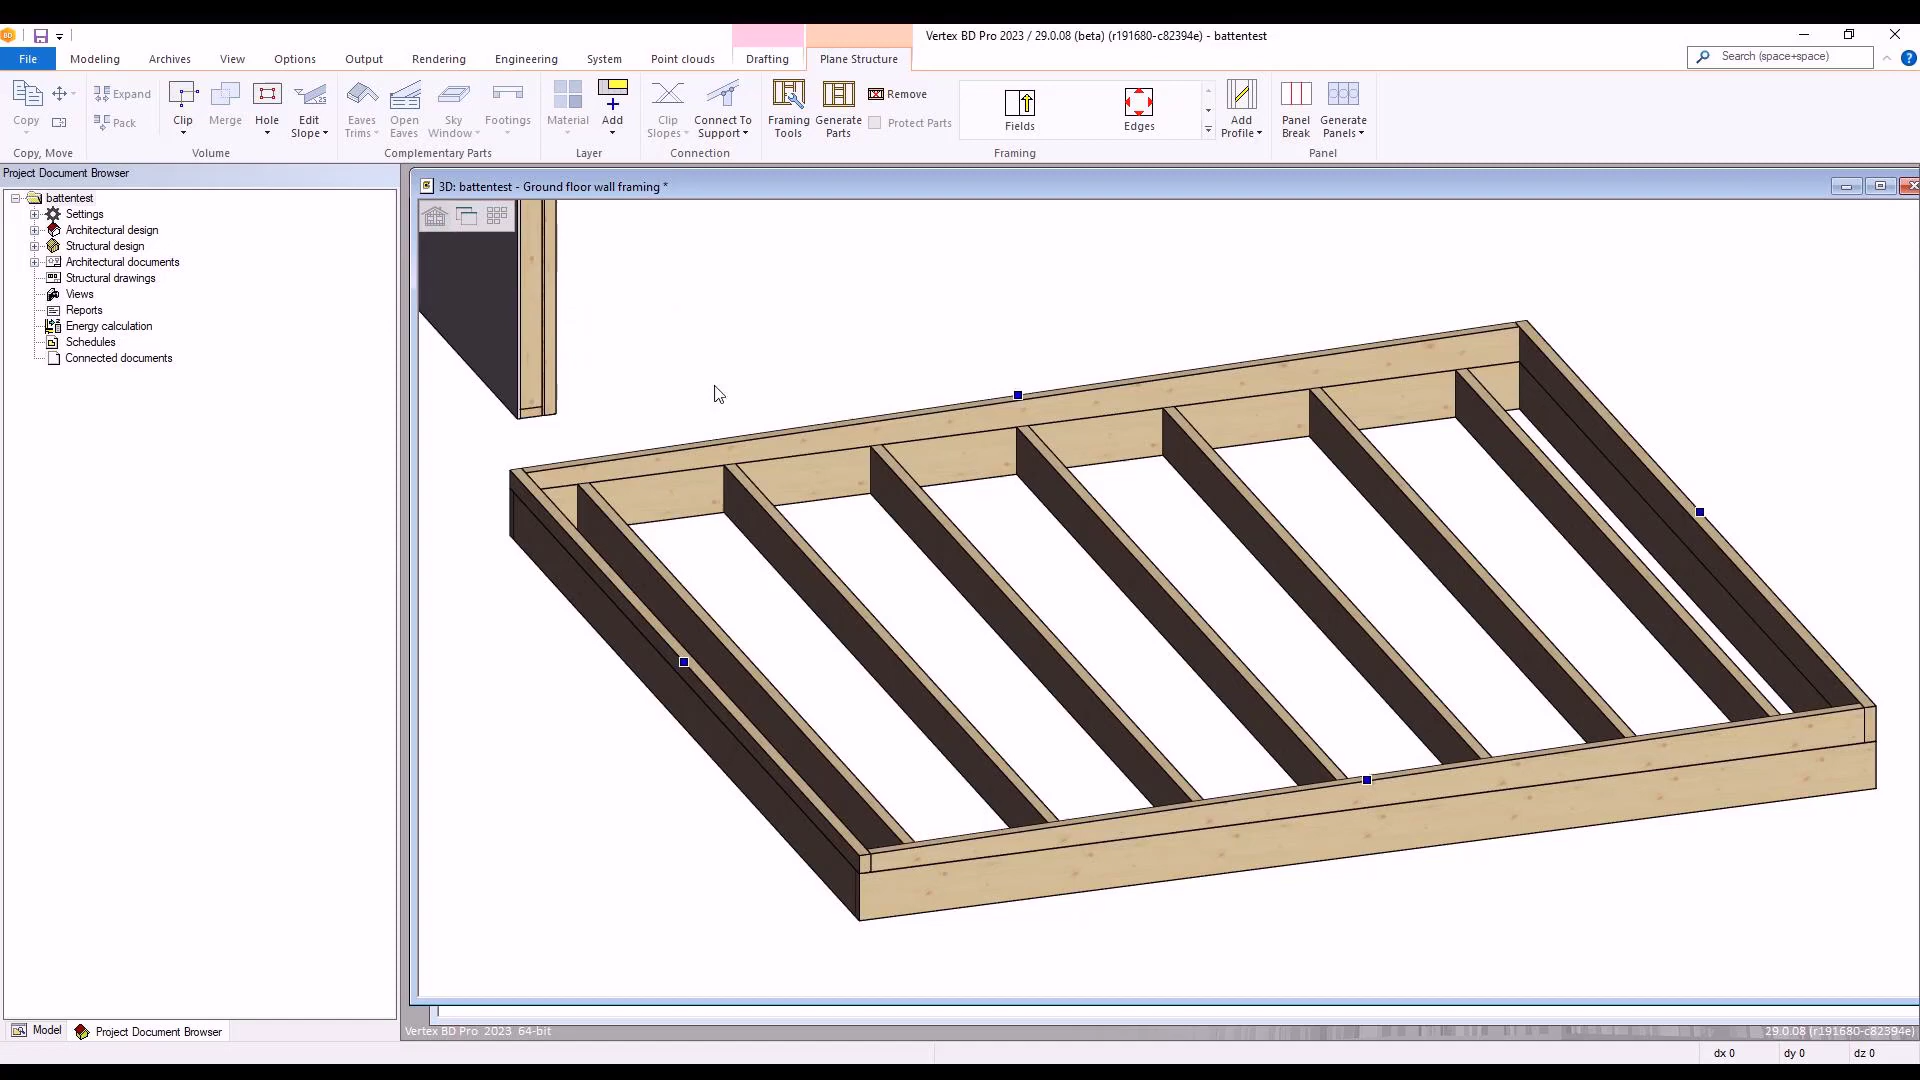 BD
Vertex BD Pro 2023 / 29.0.08 (beta) (r191680-c82394e) - battentest
File Modeling Archives View Options Output Rendering Engineering System Point clouds Drafting Plane Structure
Search (space+space)
?
Copy
Expand
Pack
Clip
Merge
Hole
Edit Slope
Eaves Trims
Open Eaves
Sky Window
Footings
Material
Add
Clip Slopes
Connect To Support
Framing Tools
Generate Parts
Remove
Protect Parts
Fields
Edges
Add Profile
Panel Break
Generate Panels
Copy, Move Volume Complementary Parts Layer Connection Framing Panel
Project Document Browser
3D: battentest - Ground floor wall framing *
battentest
Settings
Architectural design
Structural design
Architectural documents
Structural drawings
Views
Reports
Energy calculation
Schedules
Connected documents
Model Project Document Browser
Vertex BD Pro 2023 64-bit
29.0.08 (r191680-c82394e)
dx 0 dy 0 dz 0